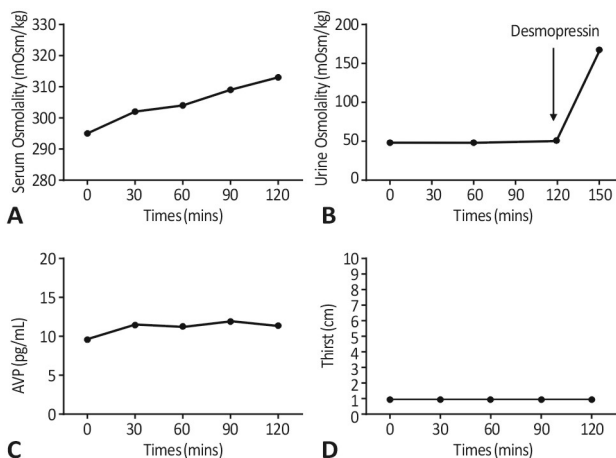 330
320
310
300
290
280
Serum Osmolality (mOsm/kg)
0 30 60 90 120
Times (mins)
A
Desmopressin
200
150
100
50
0
Urine Osmolality (mOsm/kg)
0 30 60 90 120 150
Times (mins)
B
20
15
10
5
0
AVP (pg/mL)
0 30 60 90 120
Times (mins)
C
10
9
8
7
6
5
4
3
2
1
0
Thirst (cm)
0 30 60 90 120
Times (mins)
D